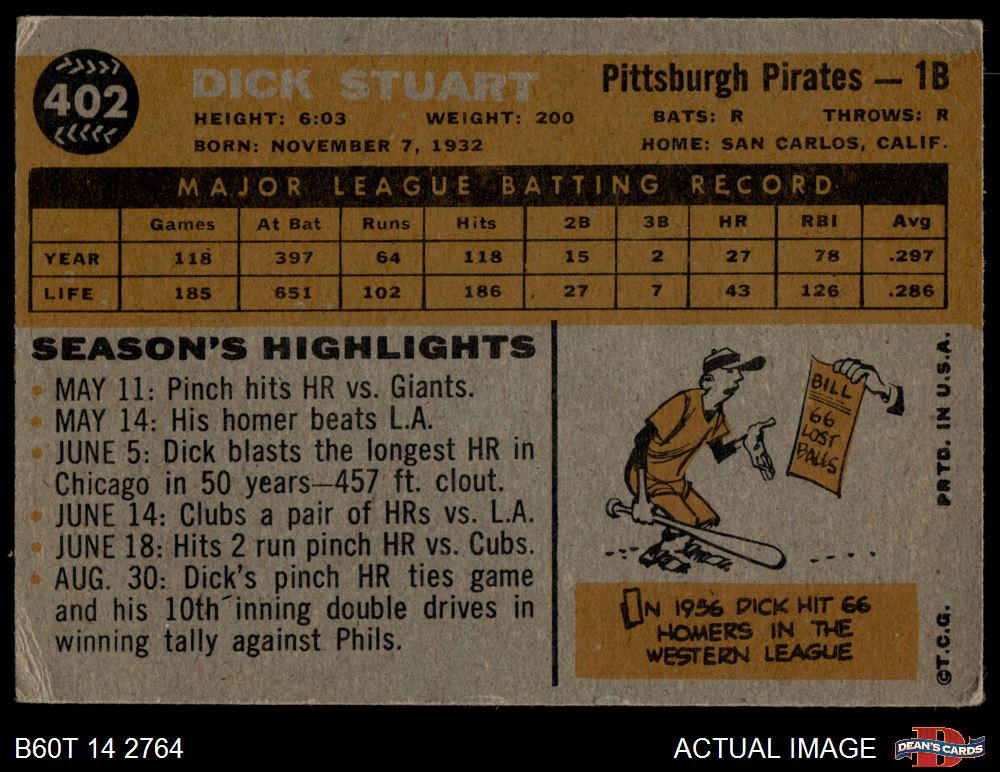 402
DICK STUART
Pittsburgh Pirates — 1B
HEIGHT: 6:03 WEIGHT: 200 BATS: R THROWS: R
BORN: NOVEMBER 7, 1932 HOME: SAN CARLOS, CALIF.
MAJOR LEAGUE BATTING RECORD
Games At Bat Runs Hits 2B 3B HR RBI Avg
YEAR 118 397 64 118 15 2 27 78 .297
LIFE 185 651 102 186 27 7 43 126 .286
SEASON'S HIGHLIGHTS
• MAY 11: Pinch hits HR vs. Giants.
• MAY 14: His homer beats L.A.
• JUNE 5: Dick blasts the longest HR in
Chicago in 50 years—457 ft. clout.
• JUNE 14: Clubs a pair of HRs vs. L.A.
• JUNE 18: Hits 2 run pinch HR vs. Cubs.
• AUG. 30: Dick's pinch HR ties game
and his 10th inning double drives in
winning tally against Phils.
BILL
66
LOST
BALLS
IN 1956 DICK HIT 66
HOMERS IN THE
WESTERN LEAGUE
©T.C.G. PRTD. IN U.S.A.
B60T 14 2764
ACTUAL IMAGE
D
DEAN'S CARDS